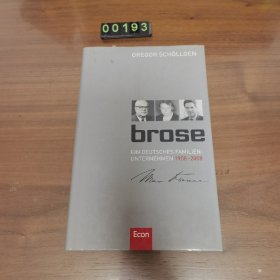 00193
GREGOR SCHÖLLGEN
brose
EIN DEUTSCHES FAMILIEN-
UNTERNEHMEN 1908-2008
Econ